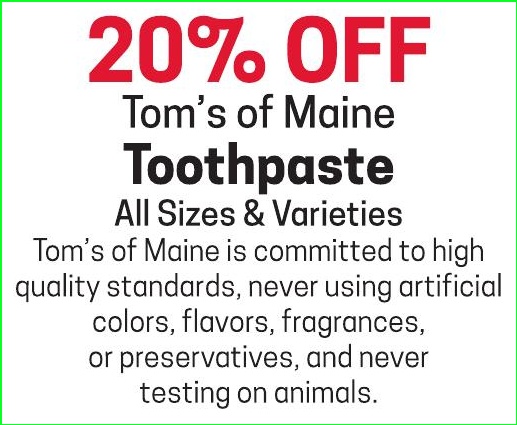 20% OFF
Tom's of Maine
Toothpaste
All Sizes & Varieties
Tom's of Maine is committed to high
quality standards, never using artificial
colors, flavors, fragrances,
or preservatives, and never
testing on animals.